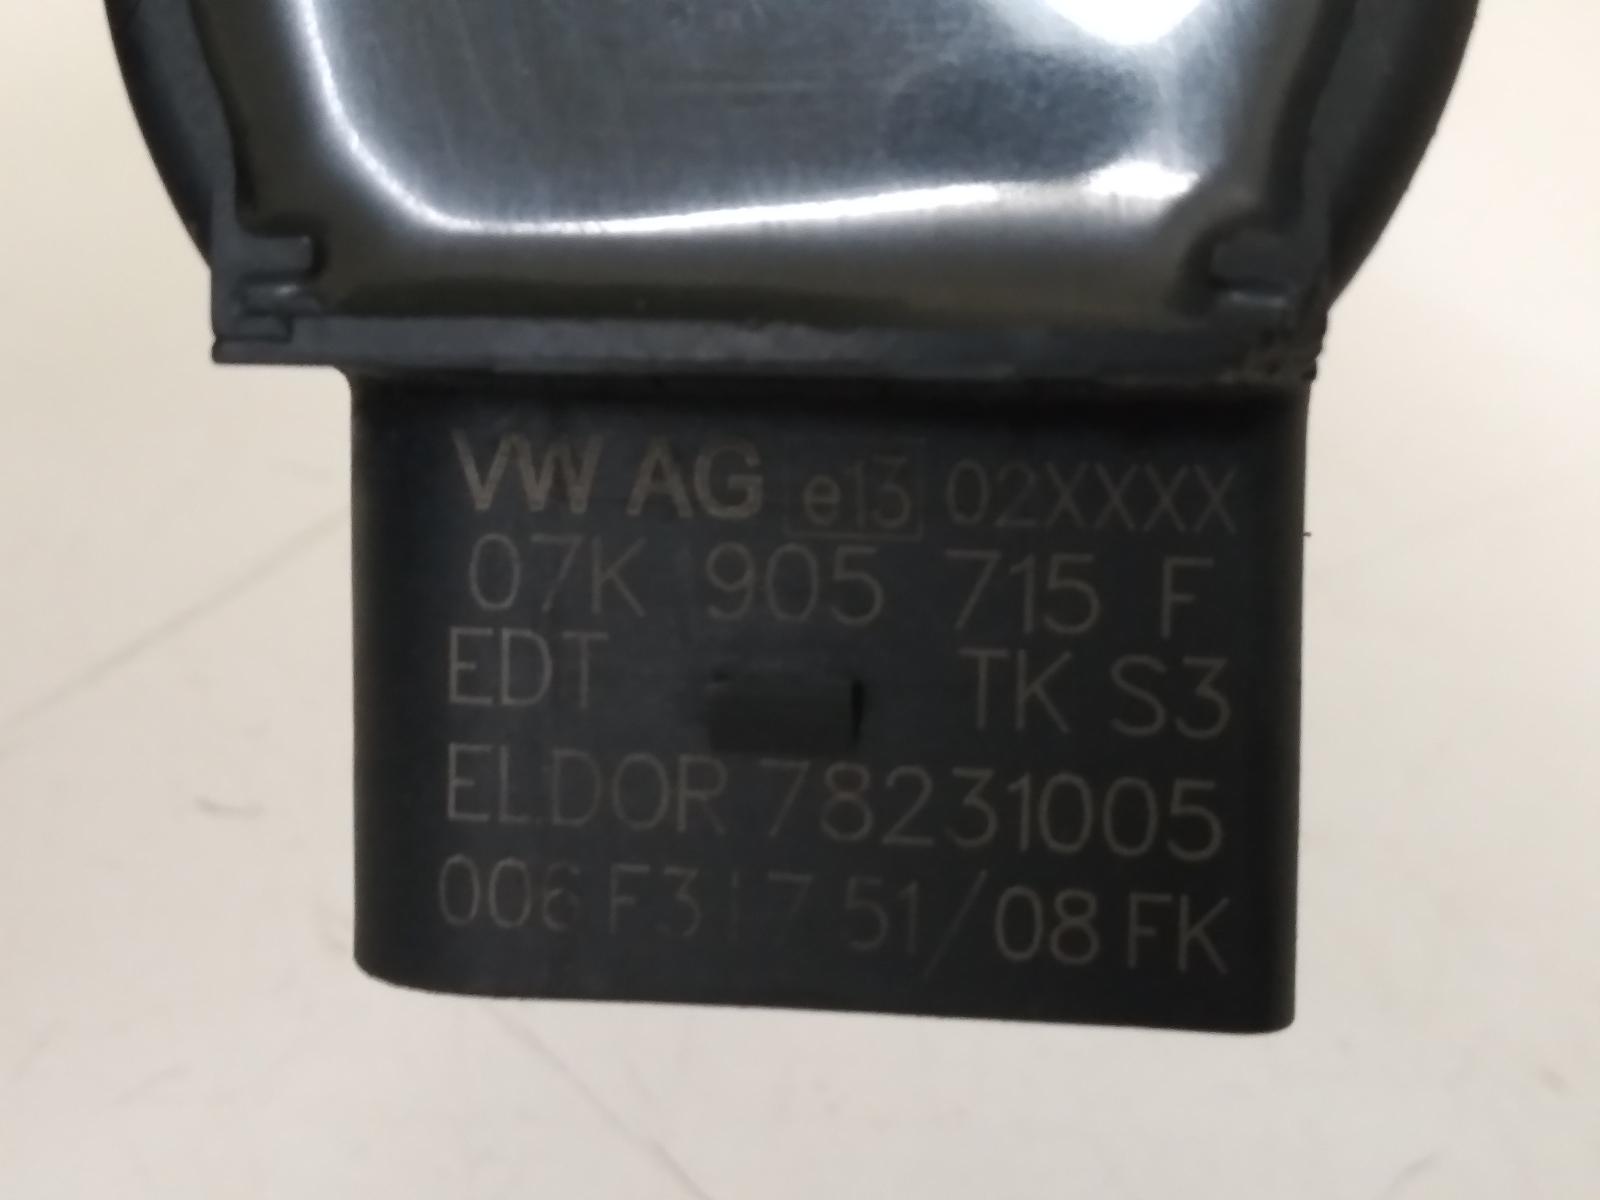 VW AG e13 02XXXX
07K 905 715 F
EDT TK S3
ELDOR 78231005
006 F317 51/08 FK